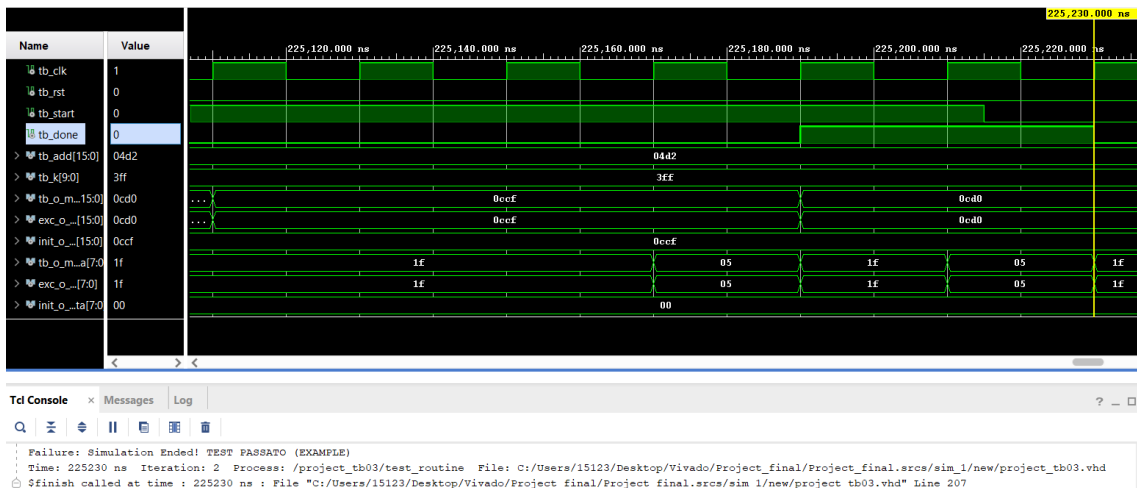 225,230.000 ns
Name Value
225,120.000 ns 225,140.000 ns 225,160.000 ns 225,180.000 ns 225,200.000 ns 225,220.000 ns
tb_clk 1
tb_rst 0
tb_start 0
tb_done 0
> tb_add[15:0] 04d2 04d2
> tb_k[9:0] 3ff 3ff
> tb_o_m...15:0] 0cd0 ... 0ccf 0cd0
> exc_o_...[15:0] 0cd0 ... 0ccf 0cd0
> init_o_...[15:0] 0ccf 0ccf
> tb_o_m...a[7:0 1f 1f 05 1f 05 1f
> exc_o_...[7:0] 1f 1f 05 1f 05 1f
> init_o_...ta[7:0 00 00
Tcl Console × Messages Log ? _
Failure: Simulation Ended! TEST PASSATO (EXAMPLE)
Time: 225230 ns Iteration: 2 Process: /project_tb03/test_routine File: C:/Users/15123/Desktop/Vivado/Project_final/Project_final.srcs/sim_1/new/project_tb03.vhd
$finish called at time : 225230 ns : File "C:/Users/15123/Desktop/Vivado/Project_final/Project_final.srcs/sim_1/new/project_tb03.vhd" Line 207